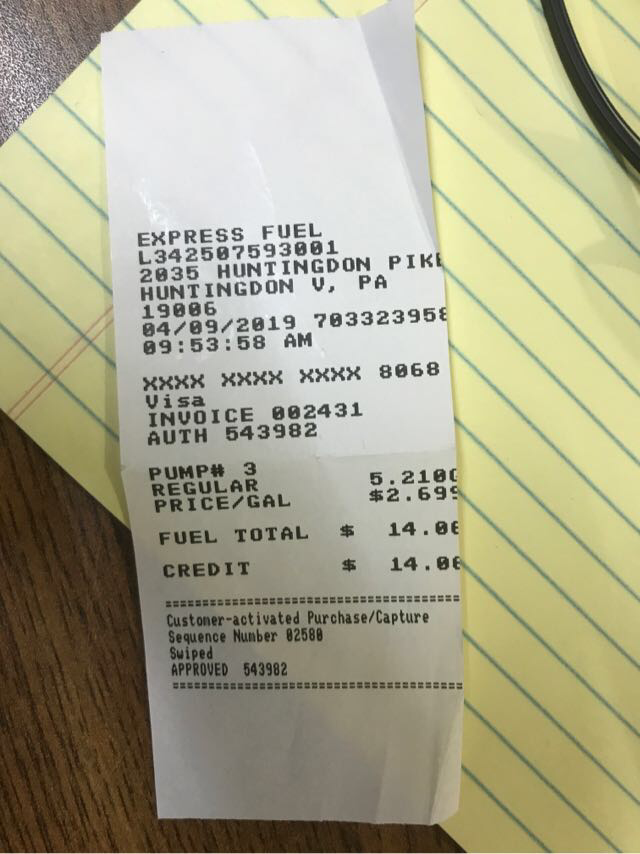 EXPRESS FUEL
L342507593001
2035 HUNTINGDON PIKE
HUNTINGDON V, PA
19006
04/09/2019 703323958
09:53:58 AM
XXXX XXXX XXXX 8068
Visa
INVOICE 002431
AUTH 543982
PUMP# 3
REGULAR 5.210G
PRICE/GAL $2.699
FUEL TOTAL $ 14.06
CREDIT $ 14.06
===================================
Customer-activated Purchase/Capture
Sequence Number 02580
Swiped
APPROVED 543982
===================================